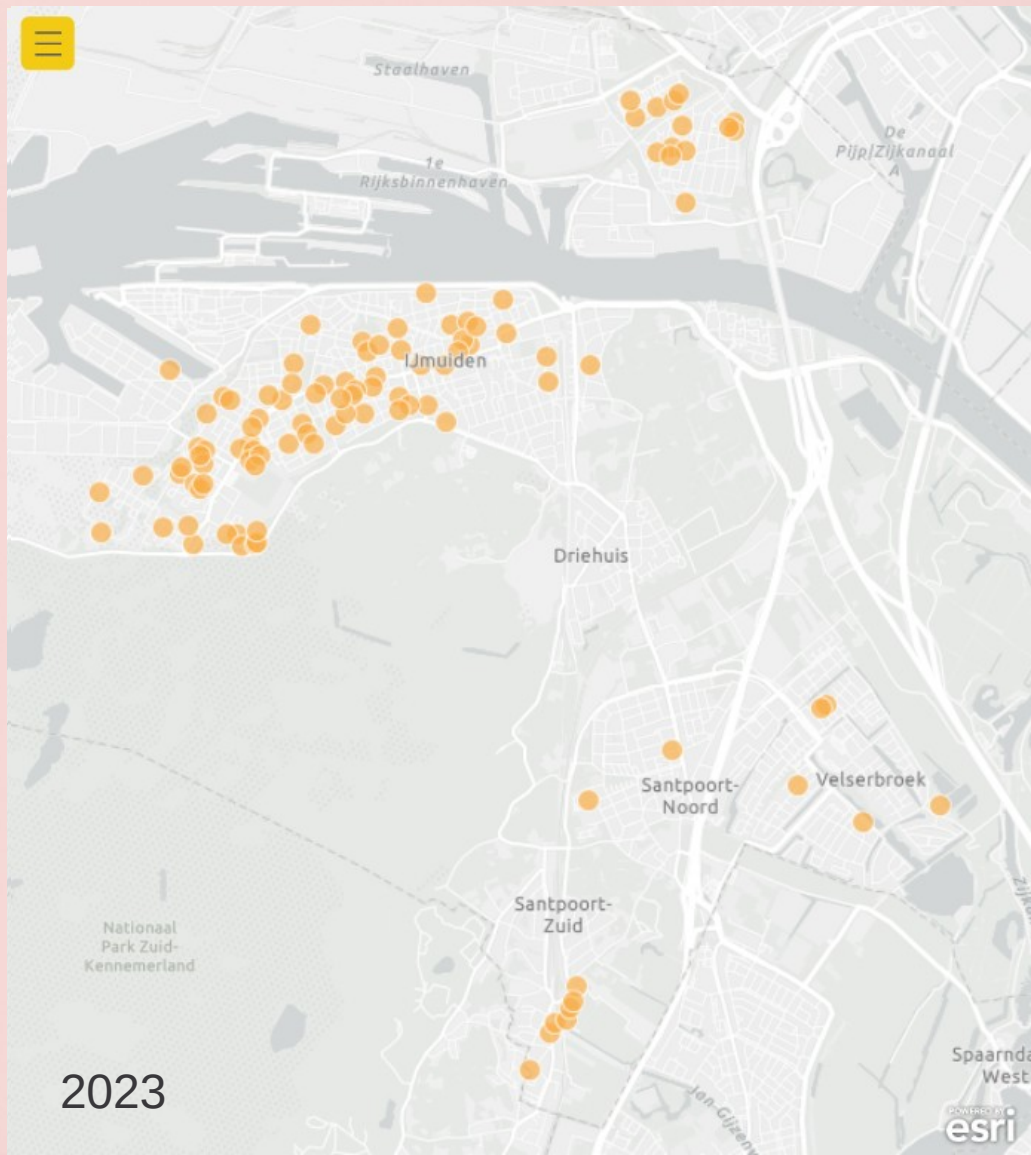 Staalhaven
De
Pijp|Zijkanaal
A
1e
Rijksbinnenhaven
IJmuiden
Driehuis
Santpoort-
Noord
Velserbroek
Santpoort-
Zuid
Nationaal
Park Zuid-
Kennemerland
2023
West
POWERED BY
esri